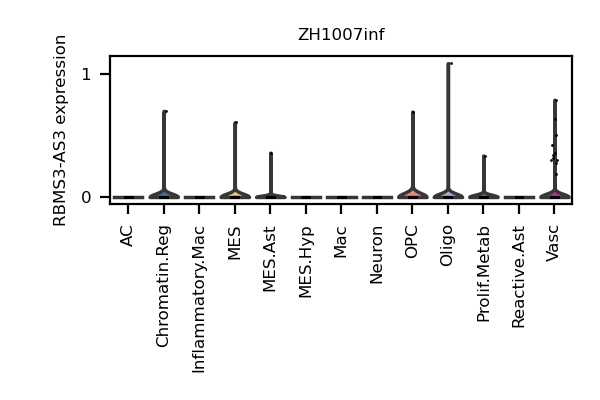 ZH1007inf
RBMS3-AS3 expression
1
0
AC
Chromatin.Reg
Inflammatory.Mac
MES
MES.Ast
MES.Hyp
Mac
Neuron
OPC
Oligo
Prolif.Metab
Reactive.Ast
Vasc